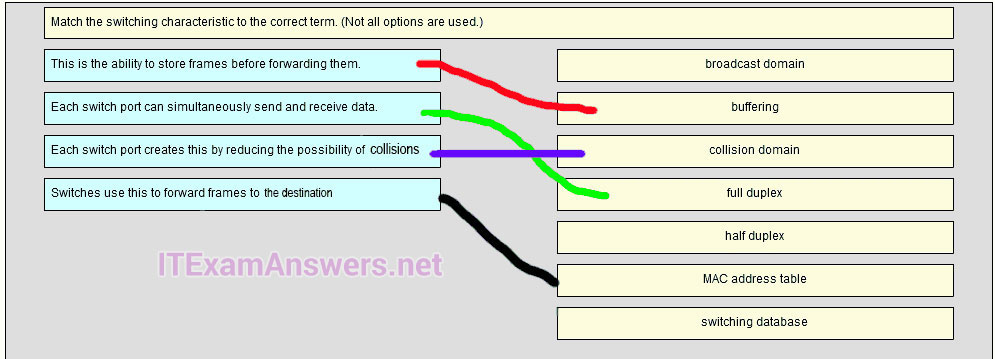 Match the switching characteristic to the correct term. (Not all options are used.)
This is the ability to store frames before forwarding them.
broadcast domain
Each switch port can simultaneously send and receive data.
buffering
Each switch port creates this by reducing the possibility of collisions
collision domain
Switches use this to forward frames to the destination
full duplex
half duplex
ITExamAnswers.net
MAC address table
switching database